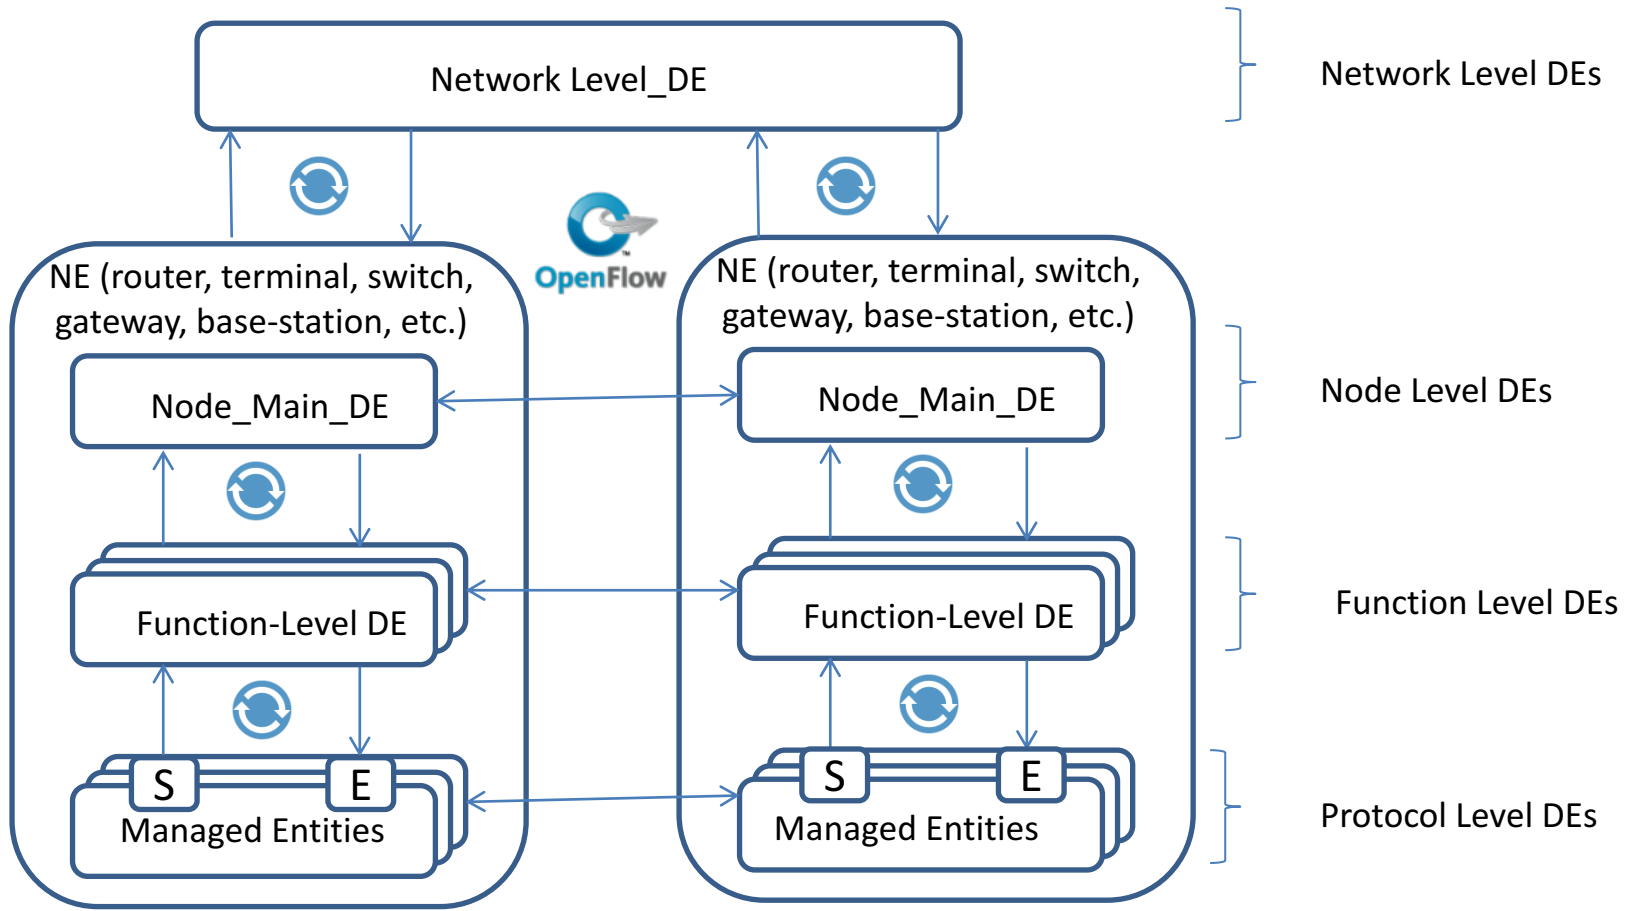 Network Level_DE
Network Level DEs
OpenFlow
™
NE (router, terminal, switch,
gateway, base-station, etc.)
NE (router, terminal, switch,
gateway, base-station, etc.)
Node_Main_DE
Node_Main_DE
Node Level DEs
Function-Level DE
Function-Level DE
Function Level DEs
S
E
Managed Entities
S
E
Managed Entities
Protocol Level DEs